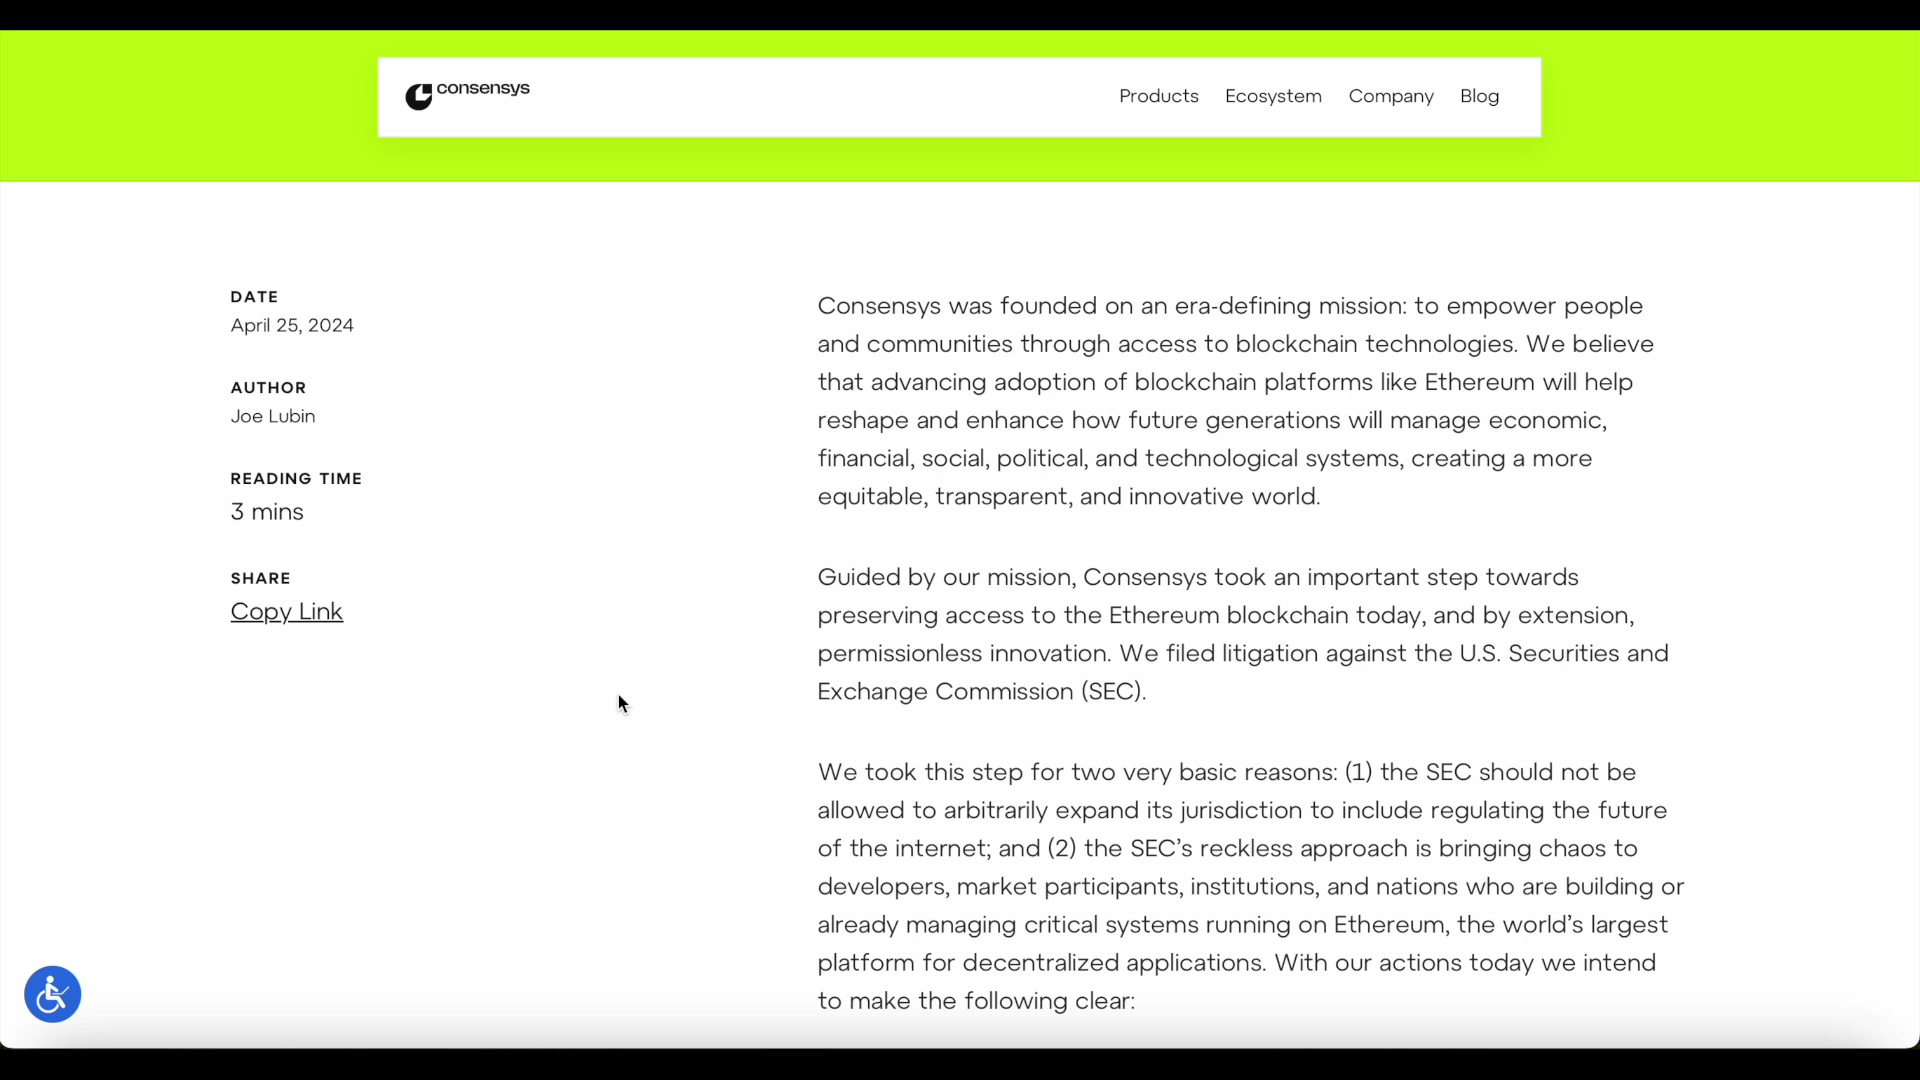 consensys
Products Ecosystem Company Blog
DATE
April 25, 2024
AUTHOR
Joe Lubin
READING TIME
3 mins
SHARE
Copy Link
Consensys was founded on an era-defining mission: to empower people
and communities through access to blockchain technologies. We believe
that advancing adoption of blockchain platforms like Ethereum will help
reshape and enhance how future generations will manage economic,
financial, social, political, and technological systems, creating a more
equitable, transparent, and innovative world.
Guided by our mission, Consensys took an important step towards
preserving access to the Ethereum blockchain today, and by extension,
permissionless innovation. We filed litigation against the U.S. Securities and
Exchange Commission (SEC).
We took this step for two very basic reasons: (1) the SEC should not be
allowed to arbitrarily expand its jurisdiction to include regulating the future
of the internet; and (2) the SEC’s reckless approach is bringing chaos to
developers, market participants, institutions, and nations who are building or
already managing critical systems running on Ethereum, the world’s largest
platform for decentralized applications. With our actions today we intend
to make the following clear: